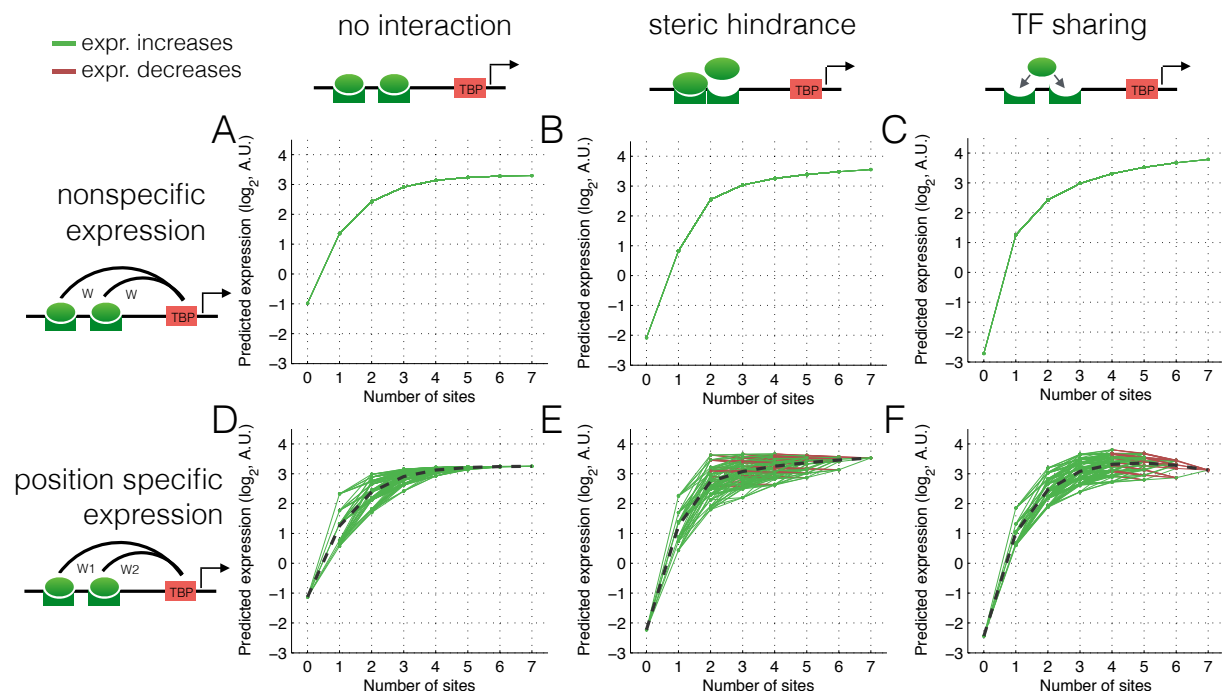 no interaction
steric hindrance
TF sharing
expr. increases
expr. decreases
TBP
TBP
TBP
A
B
C
nonspecific
expression
W
W
TBP
Predicted expression (log2, A.U.)
4
3
2
1
0
−1
−2
−3
0 1 2 3 4 5 6 7
Number of sites
Predicted expression (log2, A.U.)
4
3
2
1
0
−1
−2
−3
0 1 2 3 4 5 6 7
Number of sites
Predicted expression (log2, A.U.)
4
3
2
1
0
−1
−2
−3
0 1 2 3 4 5 6 7
Number of sites
D
E
F
position specific
expression
W1
W2
TBP
Predicted expression (log2, A.U.)
4
3
2
1
0
−1
−2
−3
0 1 2 3 4 5 6 7
Number of sites
Predicted expression (log2, A.U.)
4
3
2
1
0
−1
−2
−3
0 1 2 3 4 5 6 7
Number of sites
Predicted expression (log2, A.U.)
4
3
2
1
0
−1
−2
−3
0 1 2 3 4 5 6 7
Number of sites